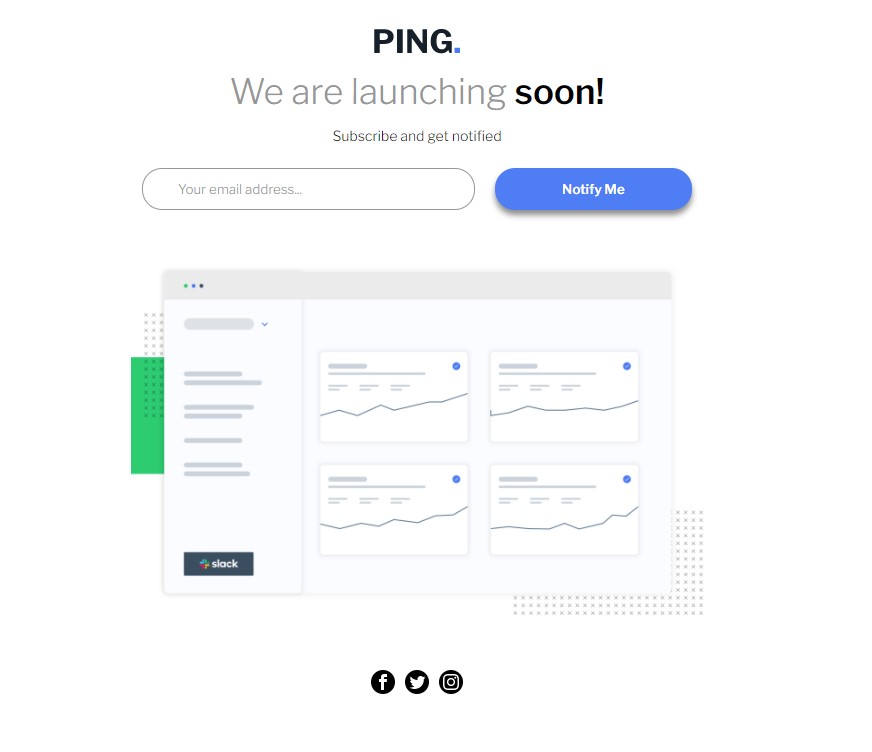 PING.
We are launching soon!
Subscribe and get notified
Your email address...
Notify Me
slack